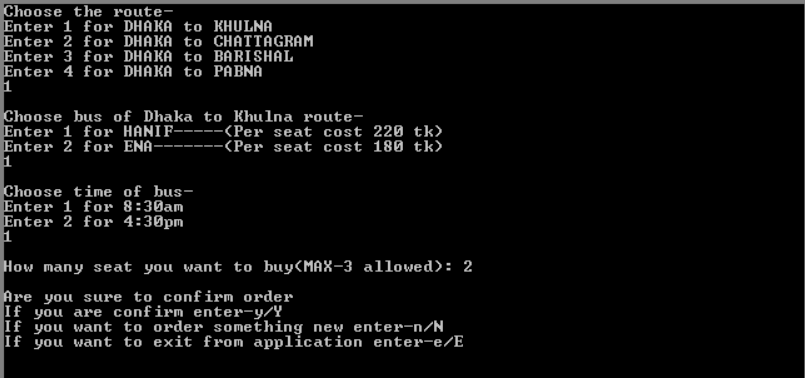 Choose the route-
Enter 1 for DHAKA to KHULNA
Enter 2 for DHAKA to CHATTAGRAM
Enter 3 for DHAKA to BARISHAL
Enter 4 for DHAKA to PABNA
1
Choose bus of Dhaka to Khulna route-
Enter 1 for HANIF-----(Per seat cost 220 tk)
Enter 2 for ENA-------(Per seat cost 180 tk)
1
Choose time of bus-
Enter 1 for 8:30am
Enter 2 for 4:30pm
1
How many seat you want to buy(MAX-3 allowed): 2
Are you sure to confirm order
If you are confirm enter-y/Y
If you want to order something new enter-n/N
If you want to exit from application enter-e/E